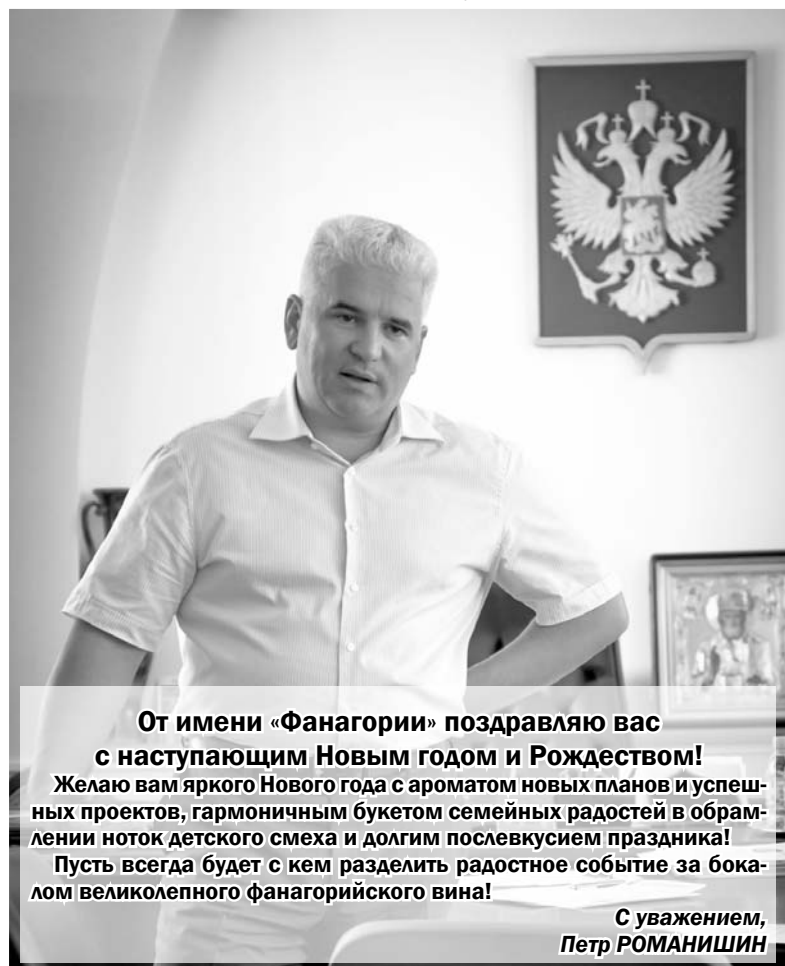 От имени «Фанагории» поздравляю вас
с наступающим Новым годом и Рождеством!
Желаю вам яркого Нового года с ароматом новых планов и успеш-
ных проектов, гармоничным букетом семейных радостей в обрам-
лении ноток детского смеха и долгим послевкусием праздника!
Пусть всегда будет с кем разделить радостное событие за бока-
лом великолепного фанагорийского вина!
С уважением,
Петр РОМАНИШИН